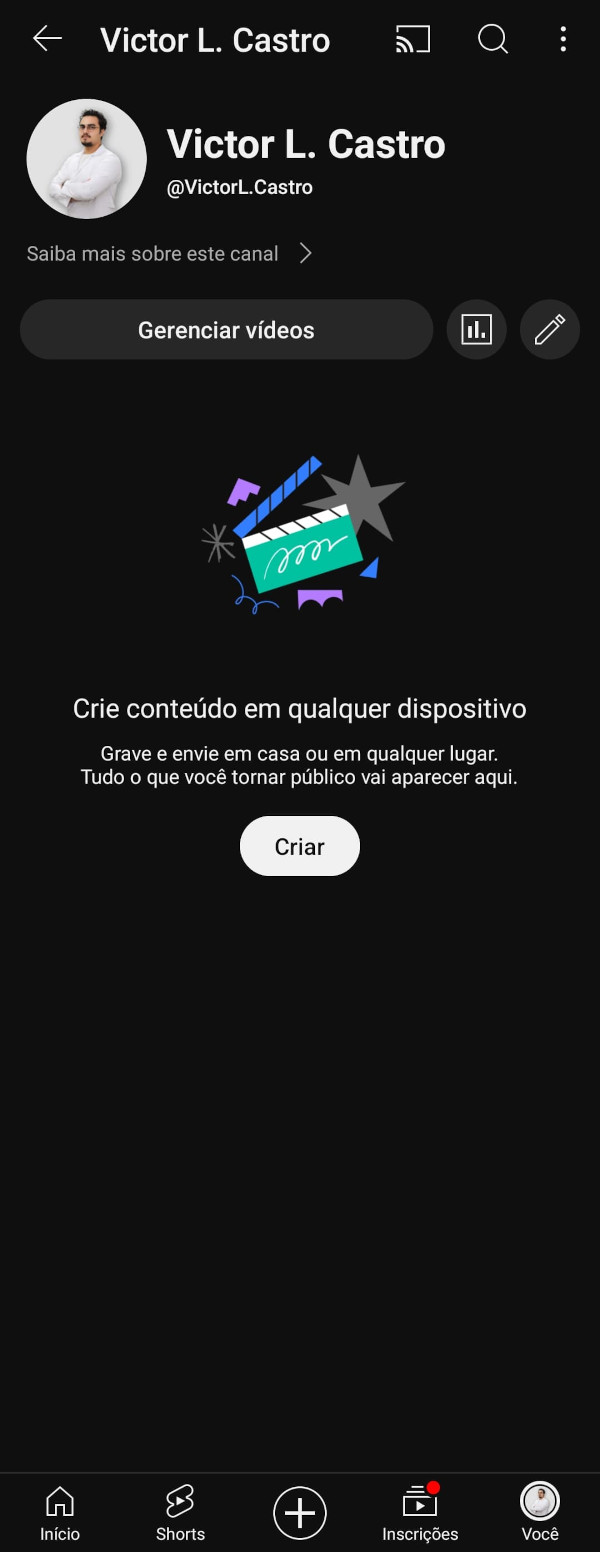 Victor L. Castro
Victor L. Castro
@VictorL.Castro
Saiba mais sobre este canal
Gerenciar vídeos
Crie conteúdo em qualquer dispositivo
Grave e envie em casa ou em qualquer lugar.
Tudo o que você tornar público vai aparecer aqui.
Criar
Início
Shorts
Inscrições
Você